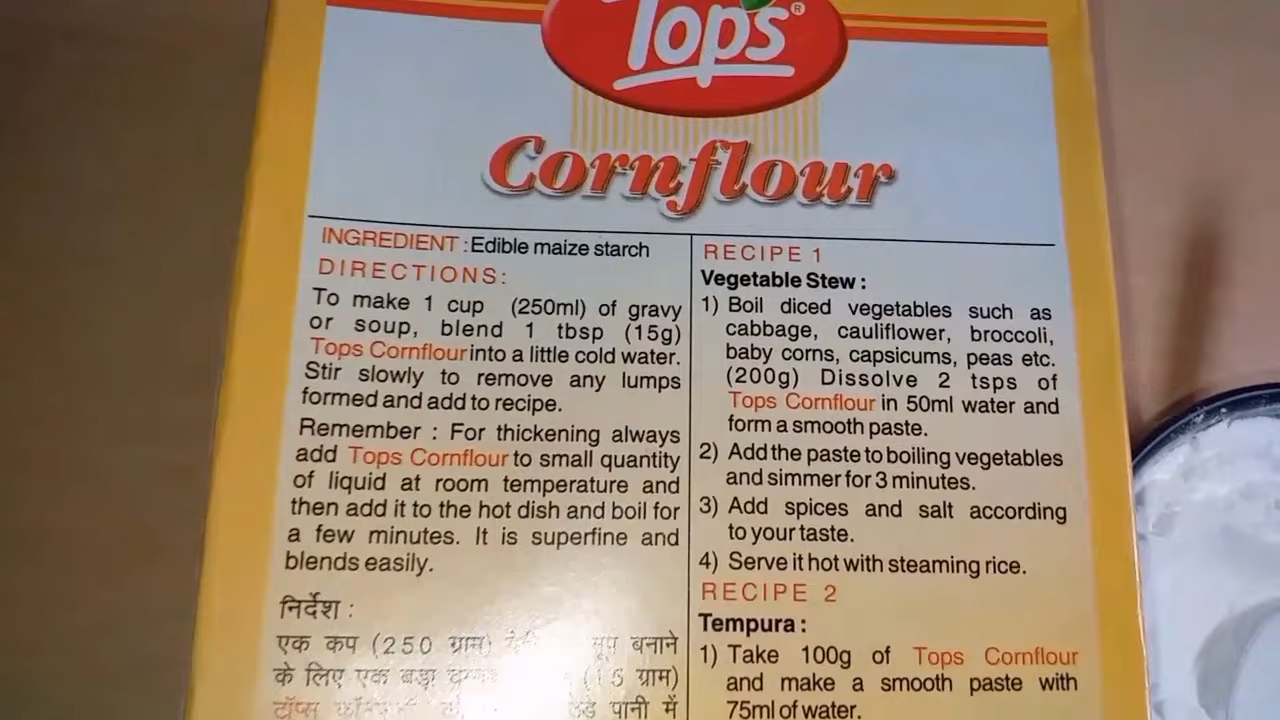 Tops®
Cornflour
INGREDIENT : Edible maize starch
DIRECTIONS:
To make 1 cup (250ml) of gravy
or soup, blend 1 tbsp (15g)
Tops Cornflour into a little cold water.
Stir slowly to remove any lumps
formed and add to recipe.
Remember : For thickening always
add Tops Cornflour to small quantity
of liquid at room temperature and
then add it to the hot dish and boil for
a few minutes. It is superfine and
blends easily.
निर्देश :
एक कप (250 ग्राम) सूप बनाने
के लिए एक बड़ा (15 ग्राम)
टॉप्स पानी में
RECIPE 1
Vegetable Stew :
1) Boil diced vegetables such as
cabbage, cauliflower, broccoli,
baby corns, capsicums, peas etc.
(200g) Dissolve 2 tsps of
Tops Cornflour in 50ml water and
form a smooth paste.
2) Add the paste to boiling vegetables
and simmer for 3 minutes.
3) Add spices and salt according
to your taste.
4) Serve it hot with steaming rice.
RECIPE 2
Tempura :
1) Take 100g of Tops Cornflour
and make a smooth paste with
75ml of water.